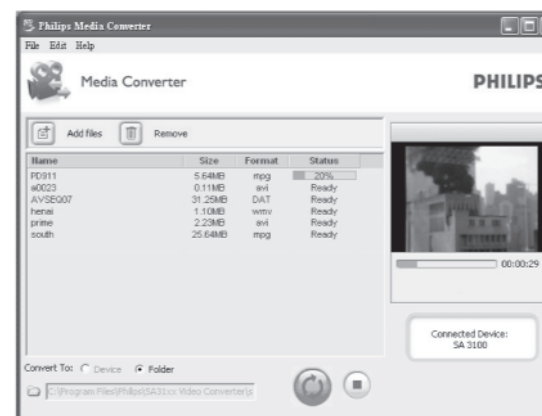 Philips Media Converter
File Edit Help
Media Converter
PHILIPS
Add files Remove
Name Size Format Status
PD911 5.64MB mpg 20%
a0023 0.11MB avi Ready
AVSEQ07 31.25MB DAT Ready
henai 1.10MB wmv Ready
prime 2.23MB avi Ready
south 25.64MB mpg Ready
00:00:29
Connected Device:
SA 3100
Convert To: Device Folder
C:\Program Files\Philips\SA31xx Video Converter\s